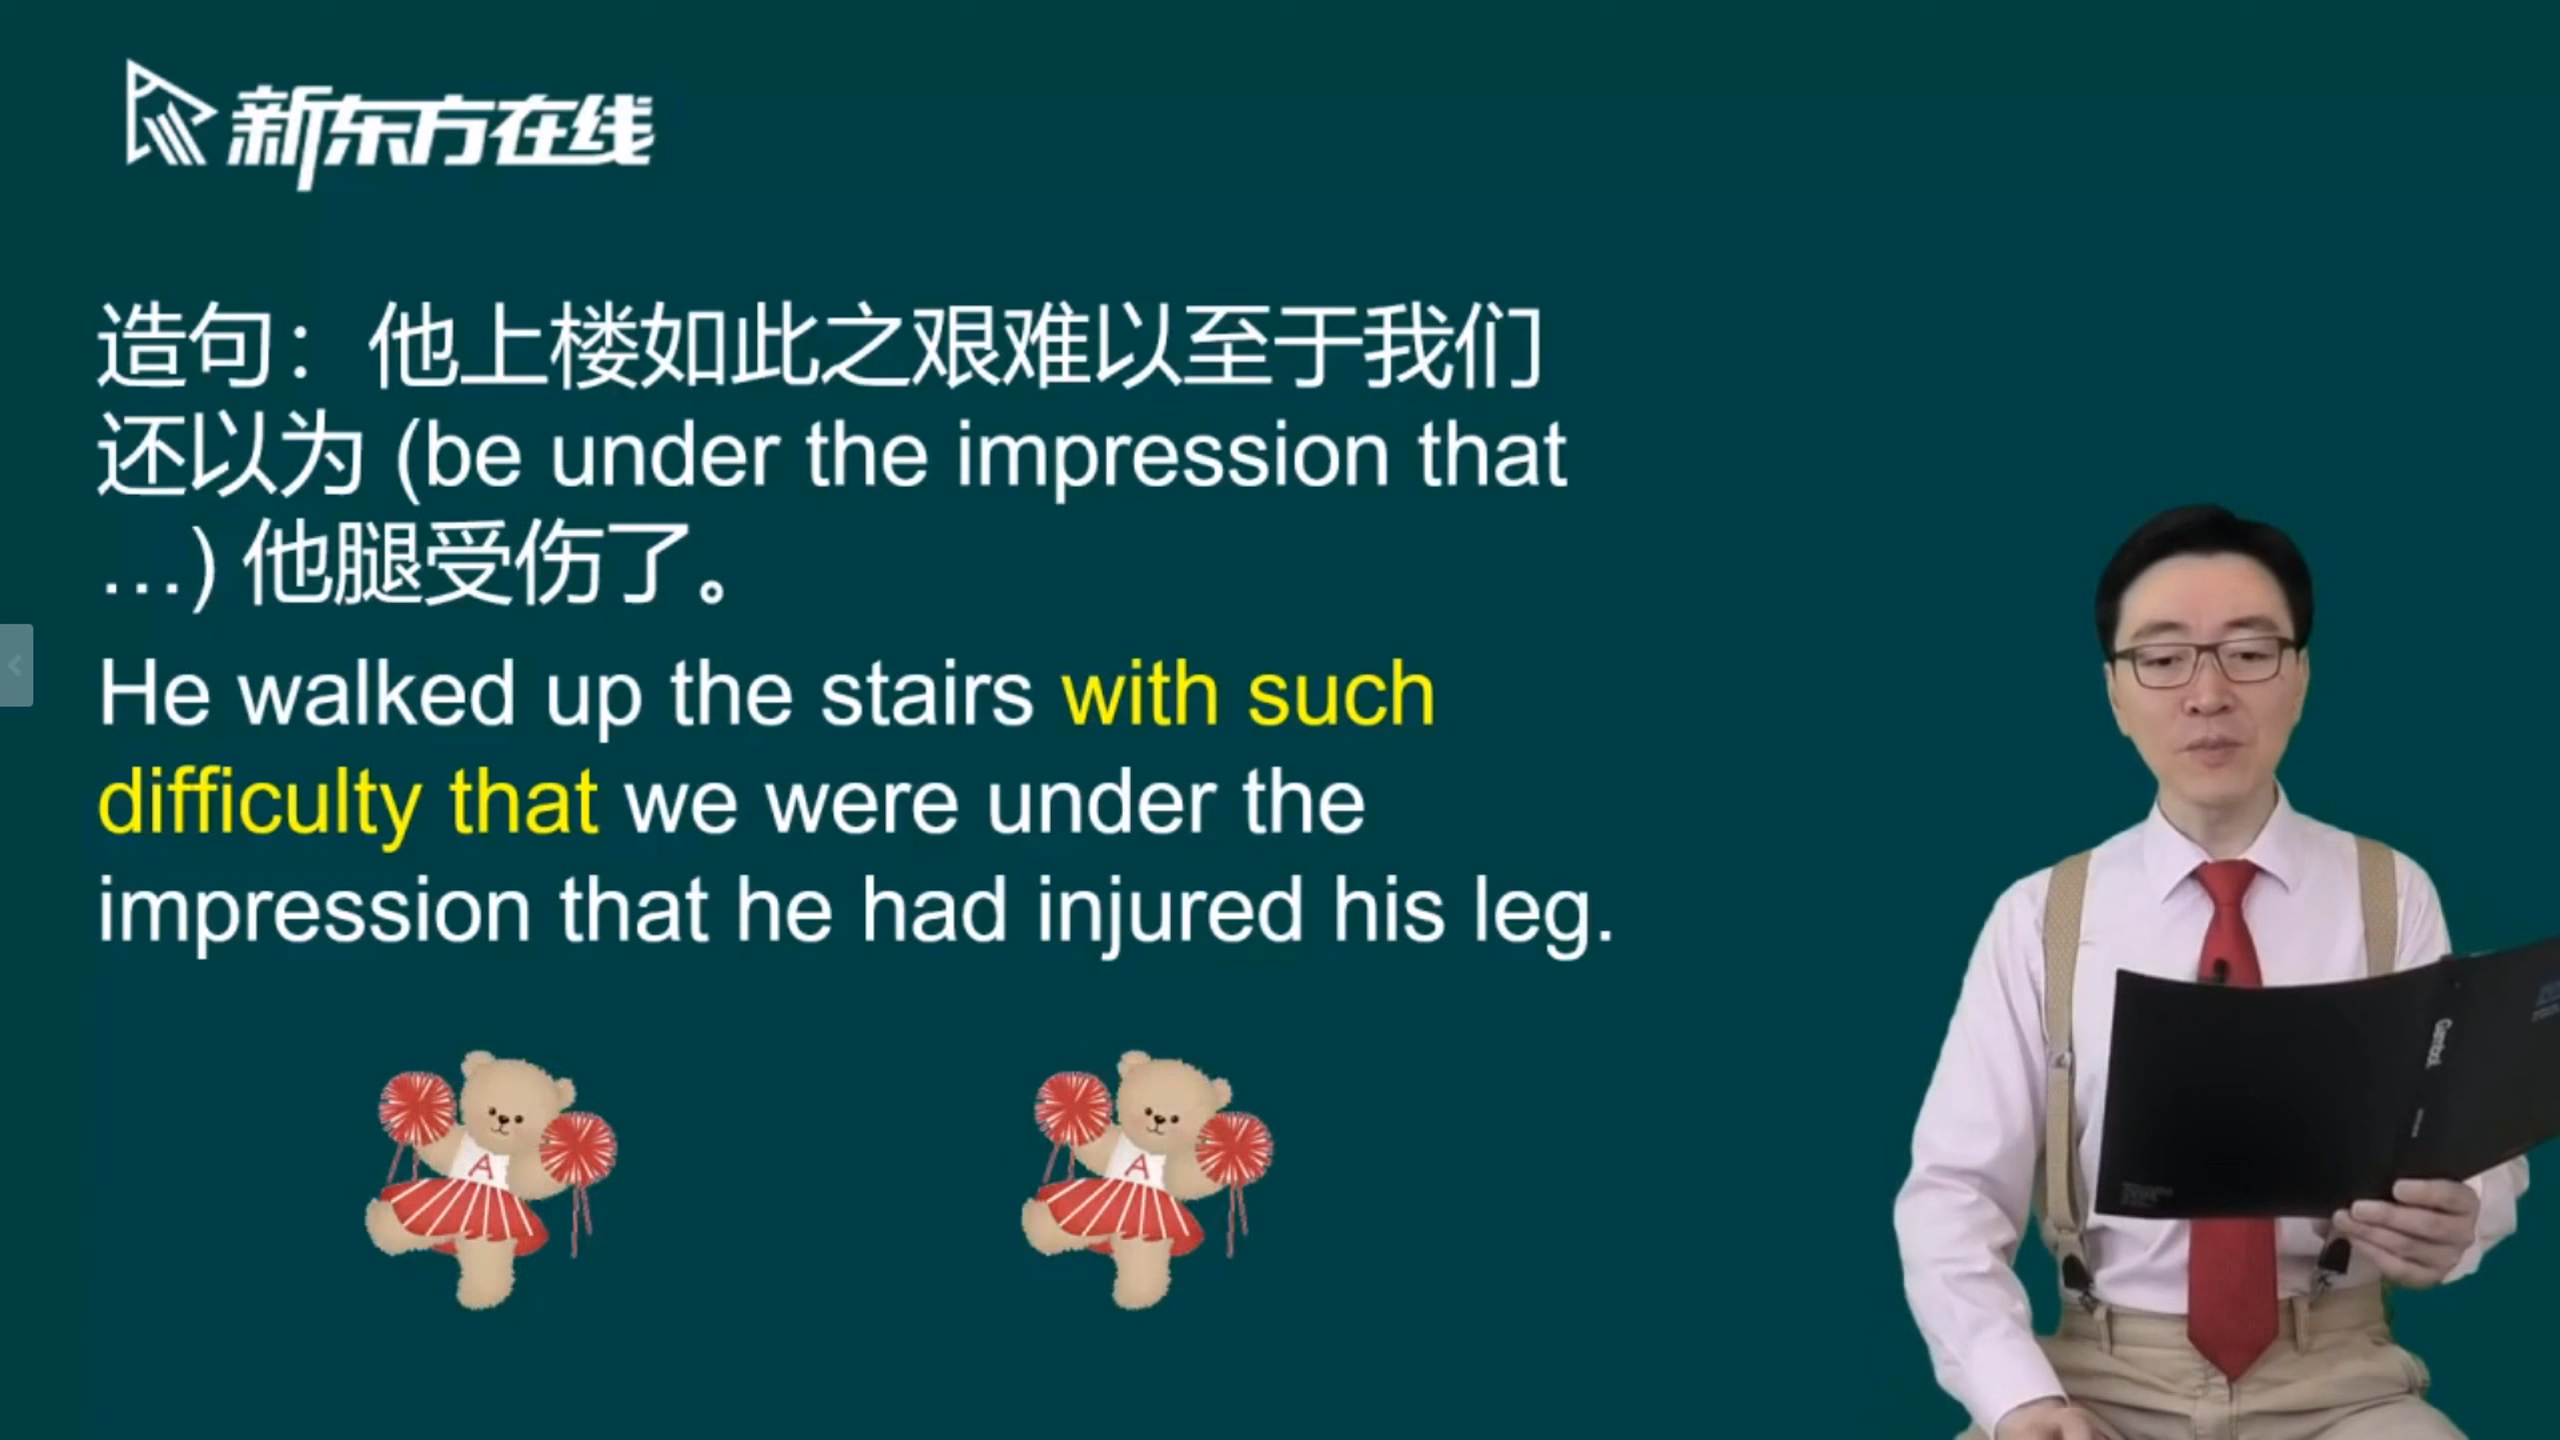 新东方在线
造句：他上楼如此之艰难以至于我们
还以为 (be under the impression that
…) 他腿受伤了。
He walked up the stairs with such
difficulty that we were under the
impression that he had injured his leg.
A
A